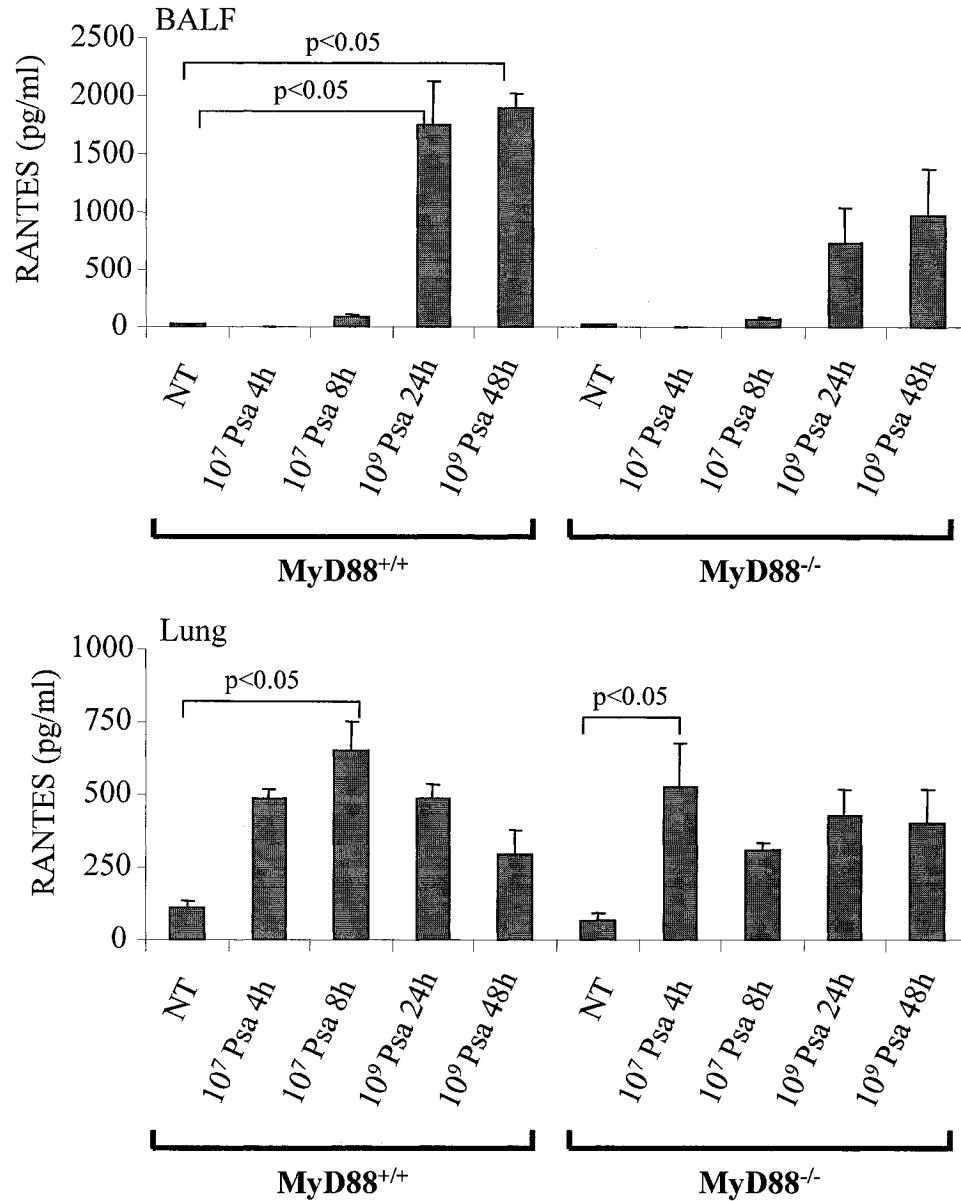 BALF
2500
2000
1500
1000
500
0
RANTES (pg/ml)
p<0.05
p<0.05
NT
10⁷ Psa 4h
10⁷ Psa 8h
10⁹ Psa 24h
10⁹ Psa 48h
NT
10⁷ Psa 4h
10⁷ Psa 8h
10⁹ Psa 24h
10⁹ Psa 48h
MyD88⁺/⁺
MyD88⁻/⁻
Lung
1000
750
500
250
0
RANTES (pg/ml)
p<0.05
p<0.05
NT
10⁷ Psa 4h
10⁷ Psa 8h
10⁹ Psa 24h
10⁹ Psa 48h
NT
10⁷ Psa 4h
10⁷ Psa 8h
10⁹ Psa 24h
10⁹ Psa 48h
MyD88⁺/⁺
MyD88⁻/⁻